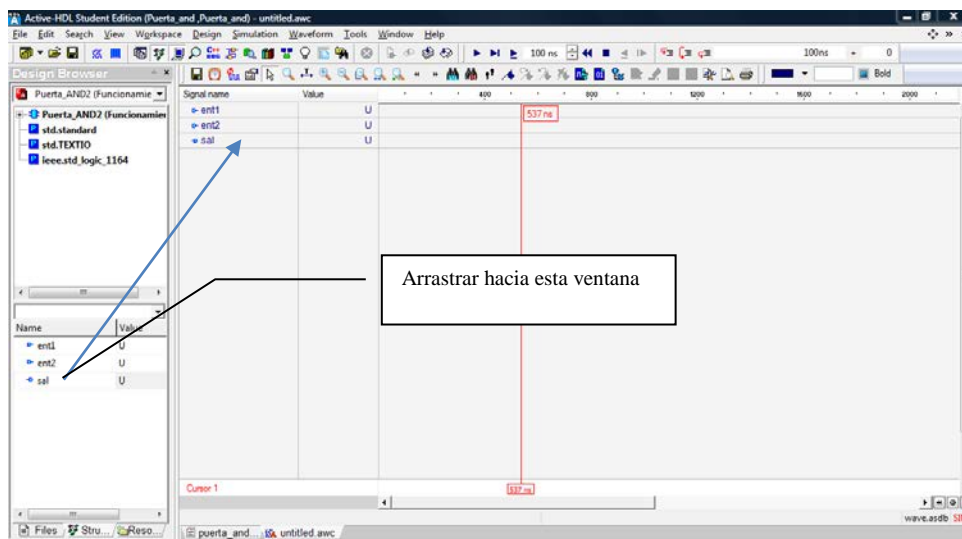 Active-HDL Student Edition (Puerta_and ,Puerta_and) - untitled.awc
File Edit Search View Workspace Design Simulation Waveform Tools Window Help
100 ns 100ns 0
Design Browser
Bold
Puerta_AND2 (Funcionamie
Signal name Value 400 800 1200 1600 2000
Puerta_AND2 (Funcionamien
std.standard
std.TEXTIO
ieee.std_logic_1164
ent1 U
ent2 U
sal U
537 ns
Arrastrar hacia esta ventana
Name Value
ent1 U
ent2 U
sal U
Cursor 1
537 ns
Files Stru... Reso...
puerta_and... untitled.awc
wave.asdb